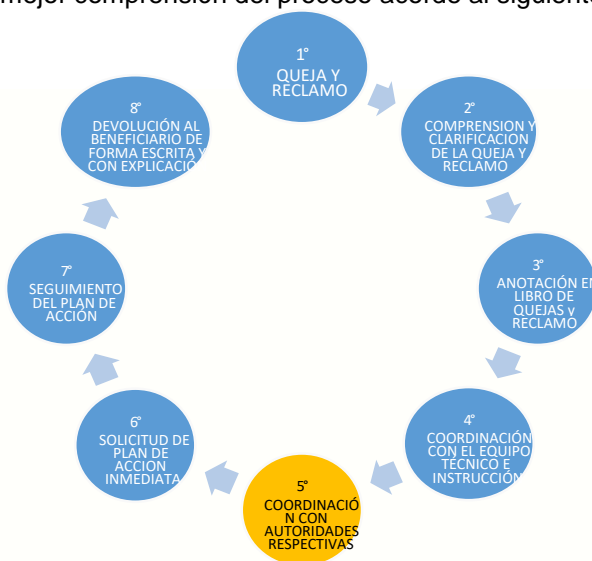 mejor comprensión del proceso acorde al siguiente
1°
QUEJA Y
RECLAMO
2°
COMPRENSION Y
CLARIFICACION
DE LA QUEJA Y
RECLAMO
3°
ANOTACIÓN EN
LIBRO DE
QUEJAS y
RECLAMO
4°
COORDINACIÓN
CON EL EQUIPO
TÉCNICO E
INSTRUCCIÓN
5°
COORDINACIÓ
N CON
AUTORIDADES
RESPECTIVAS
6°
SOLICITUD DE
PLAN DE
ACCION
INMEDIATA
7°
SEGUIMIENTO
DEL PLAN DE
ACCIÓN
8°
DEVOLUCIÓN AL
BENEFICIARIO DE
FORMA ESCRITA Y
CON EXPLICACIÓN